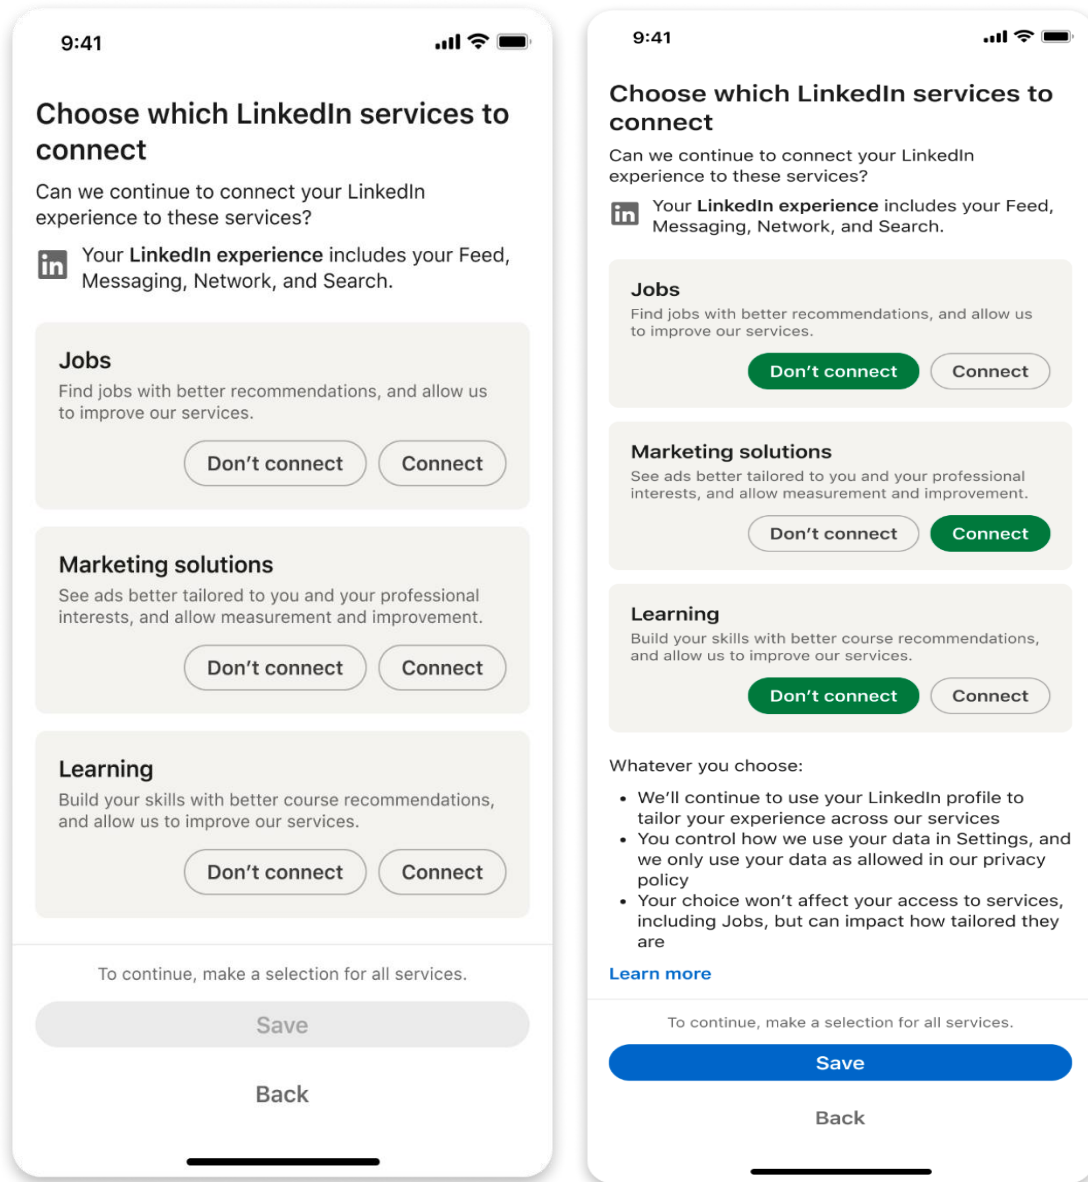 9:41
Choose which LinkedIn services to
connect
Can we continue to connect your LinkedIn
experience to these services?
in
Your LinkedIn experience includes your Feed,
Messaging, Network, and Search.
Jobs
Find jobs with better recommendations, and allow us
to improve our services.
Don't connect Connect
Marketing solutions
See ads better tailored to you and your professional
interests, and allow measurement and improvement.
Don't connect Connect
Learning
Build your skills with better course recommendations,
and allow us to improve our services.
Don't connect Connect
To continue, make a selection for all services.
Save
Back
9:41
Choose which LinkedIn services to
connect
Can we continue to connect your LinkedIn
experience to these services?
in
Your LinkedIn experience includes your Feed,
Messaging, Network, and Search.
Jobs
Find jobs with better recommendations, and allow us
to improve our services.
Don't connect Connect
Marketing solutions
See ads better tailored to you and your professional
interests, and allow measurement and improvement.
Don't connect Connect
Learning
Build your skills with better course recommendations,
and allow us to improve our services.
Don't connect Connect
Whatever you choose:
• We'll continue to use your LinkedIn profile to
tailor your experience across our services
• You control how we use your data in Settings, and
we only use your data as allowed in our privacy
policy
• Your choice won't affect your access to services,
including Jobs, but can impact how tailored they
are
Learn more
To continue, make a selection for all services.
Save
Back